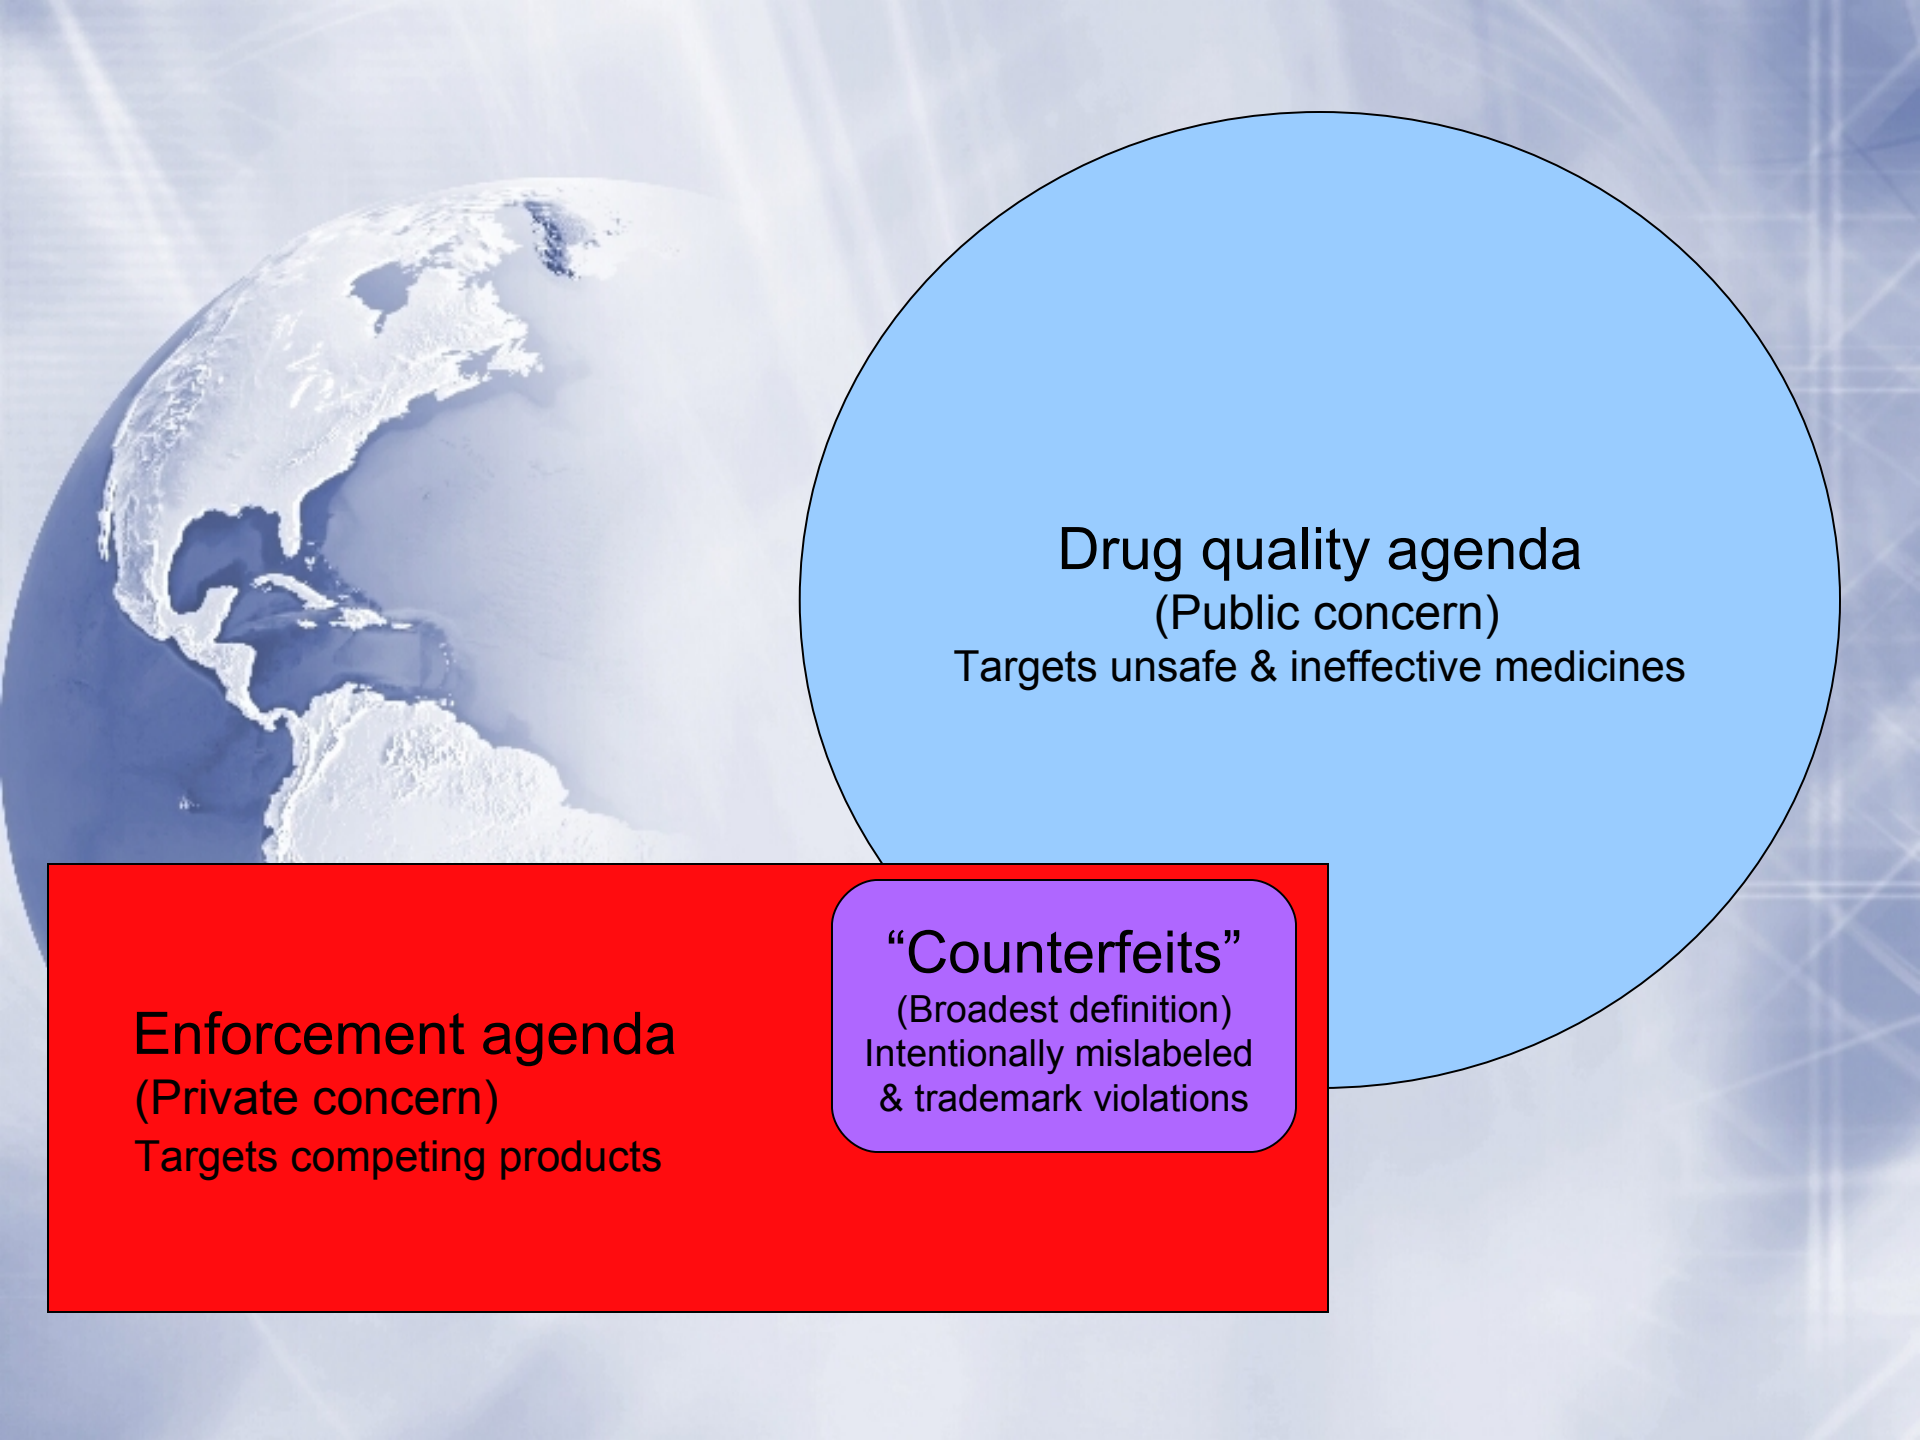 Drug quality agenda
(Public concern)
Targets unsafe & ineffective medicines
“Counterfeits”
(Broadest definition)
Intentionally mislabeled
& trademark violations
Enforcement agenda
(Private concern)
Targets competing products